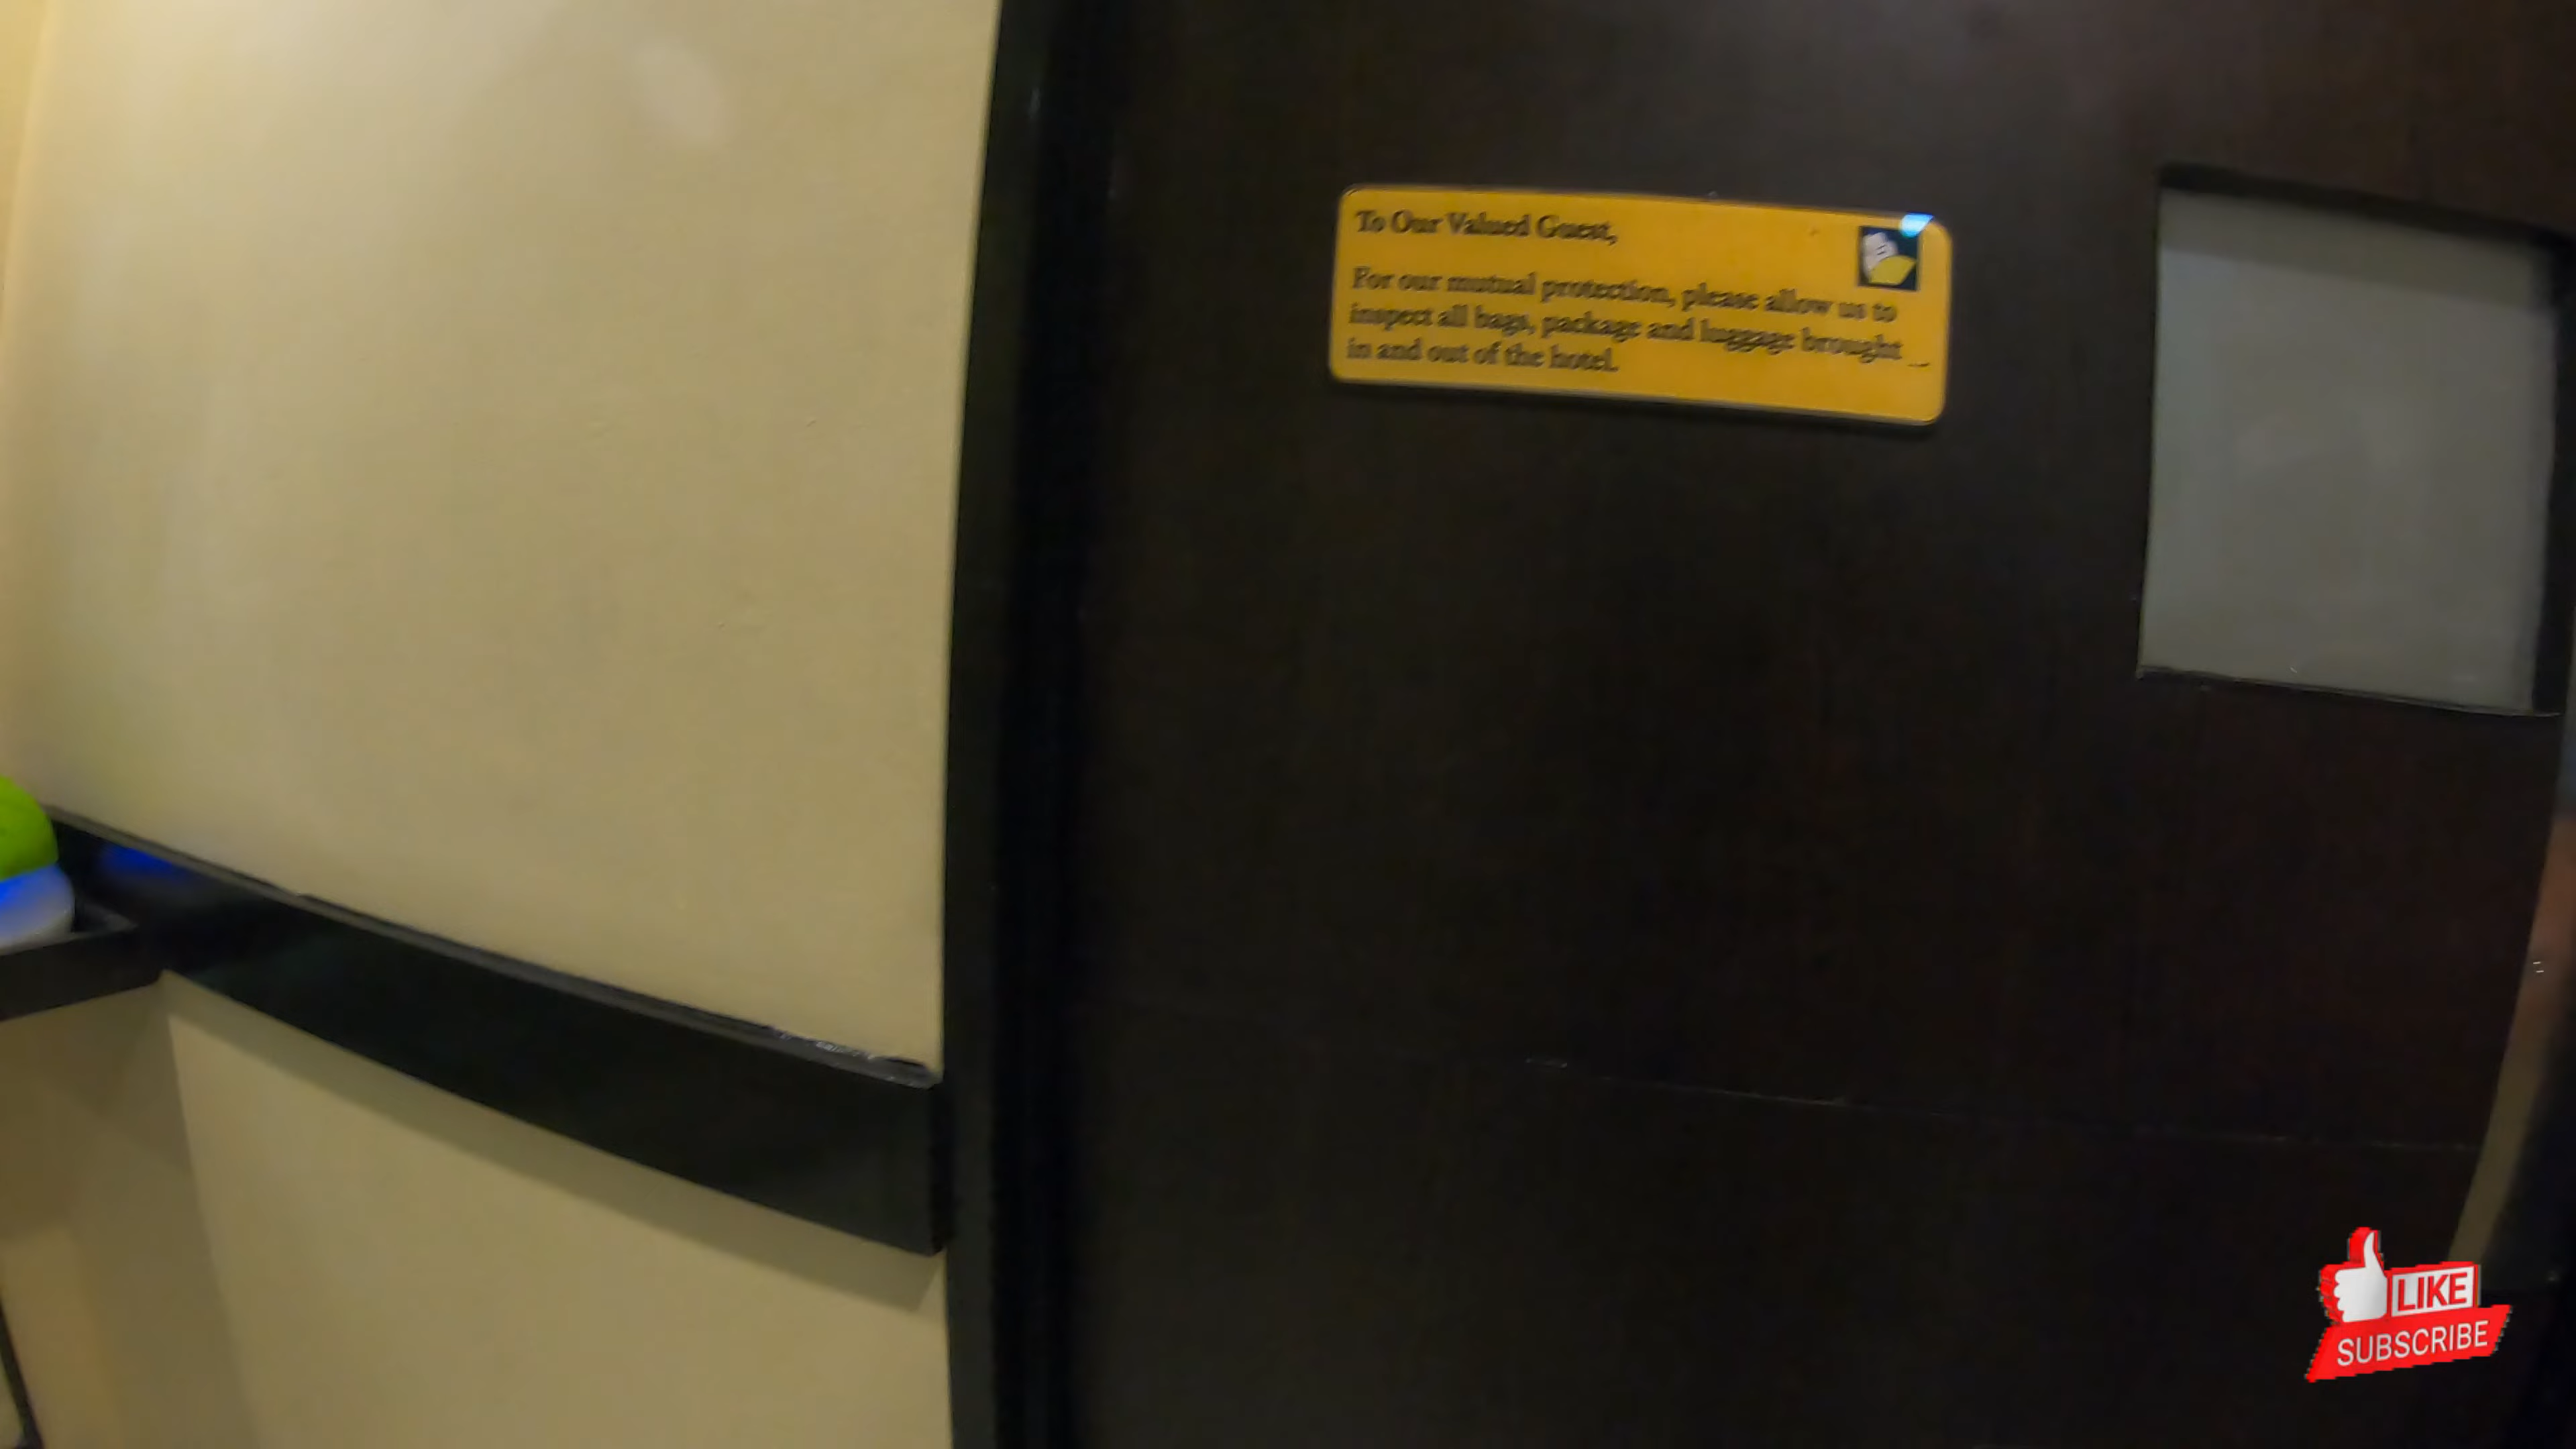 To Our Valued Guest,
For our mutual protection, please allow us to
inspect all bags, package and luggage brought
in and out of the hotel.
LIKE
SUBSCRIBE